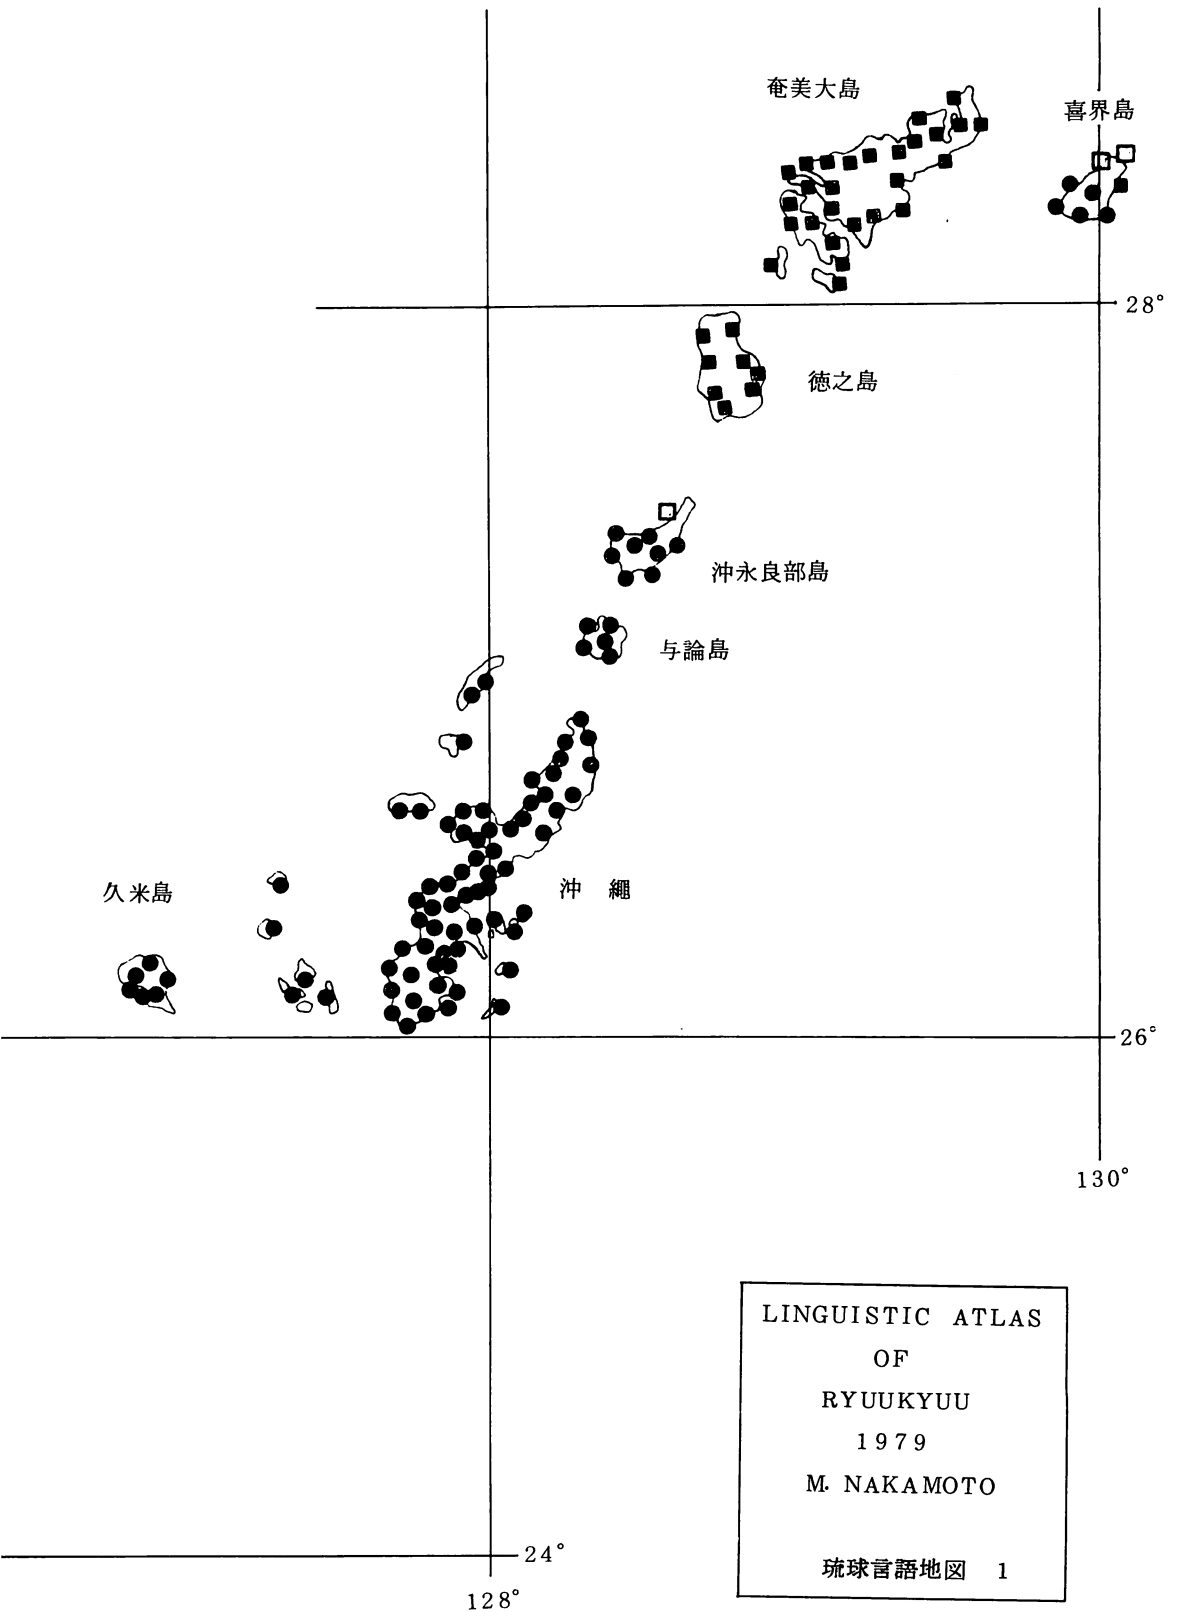 奄美大島
喜界島
28°
徳之島
沖永良部島
与論島
久米島
沖 縄
26°
130°
LINGUISTIC ATLAS
OF
RYUUKYUU
1979
M. NAKAMOTO
琉球言語地図 1
24°
128°